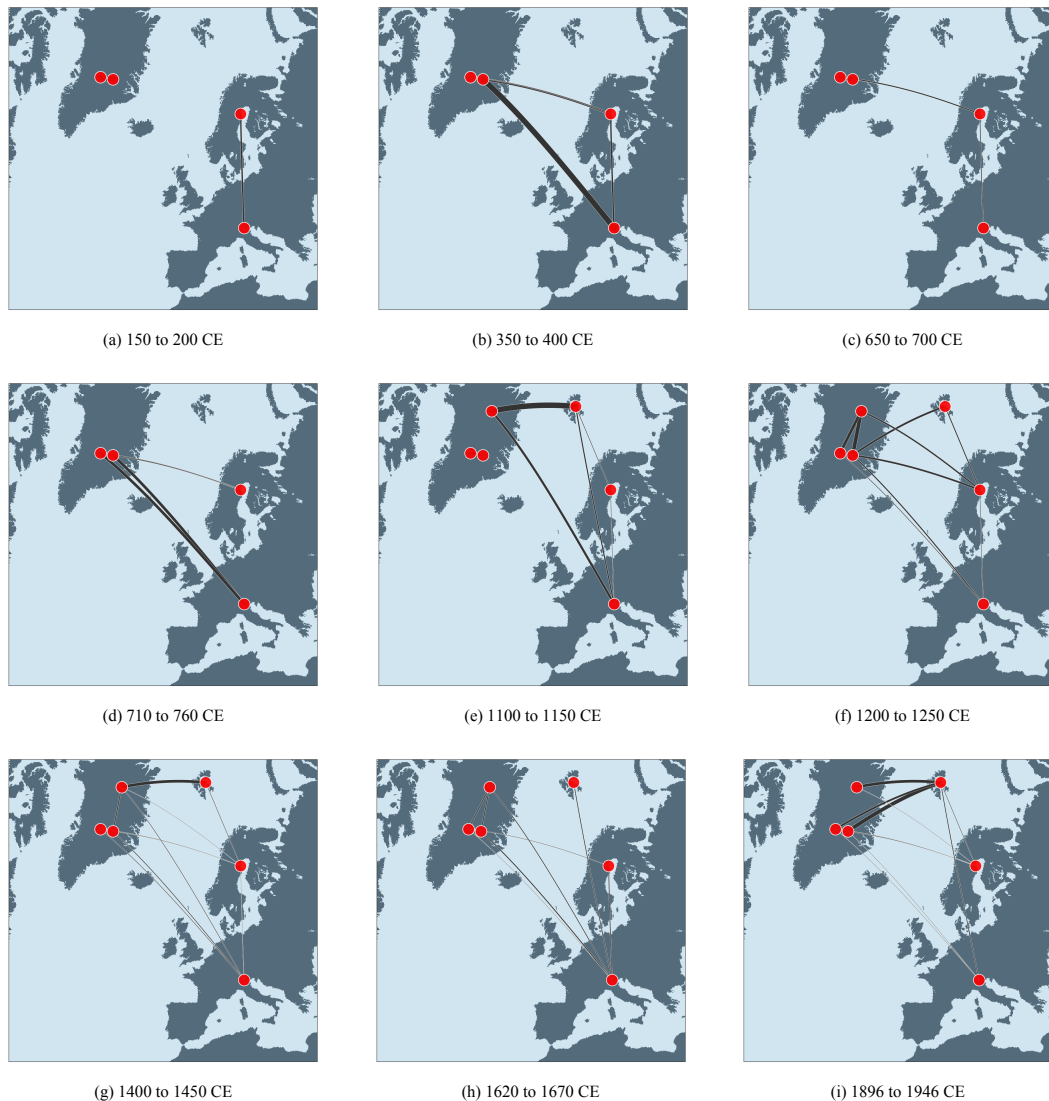 (a) 150 to 200 CE
(b) 350 to 400 CE
(c) 650 to 700 CE
(d) 710 to 760 CE
(e) 1100 to 1150 CE
(f) 1200 to 1250 CE
(g) 1400 to 1450 CE
(h) 1620 to 1670 CE
(i) 1896 to 1946 CE